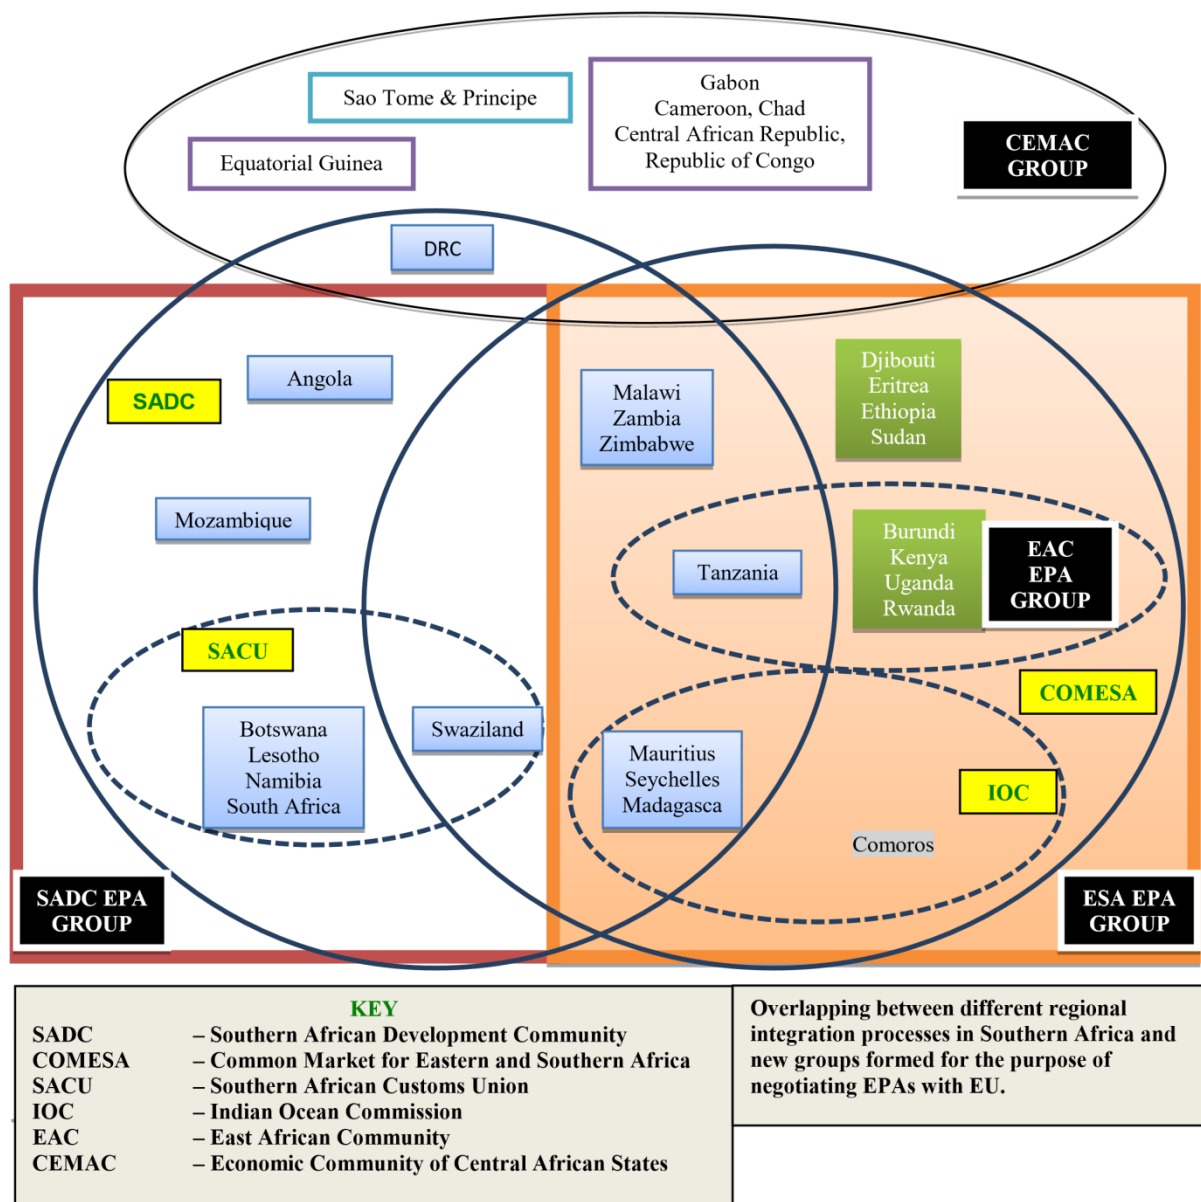 Sao Tome & Principe
Gabon
Cameroon, Chad
Central African Republic,
Republic of Congo
CEMAC
GROUP
Equatorial Guinea
DRC
SADC
Angola
Malawi
Zambia
Zimbabwe
Djibouti
Eritrea
Ethiopia
Sudan
Mozambique
Tanzania
Burundi
Kenya
Uganda
Rwanda
EAC
EPA
GROUP
SACU
COMESA
Botswana
Lesotho
Namibia
South Africa
Swaziland
Mauritius
Seychelles
Madagasca
IOC
Comoros
SADC EPA
GROUP
ESA EPA
GROUP
KEY
SADC – Southern African Development Community
COMESA – Common Market for Eastern and Southern Africa
SACU – Southern African Customs Union
IOC – Indian Ocean Commission
EAC – East African Community
CEMAC – Economic Community of Central African States
Overlapping between different regional
integration processes in Southern Africa and
new groups formed for the purpose of
negotiating EPAs with EU.